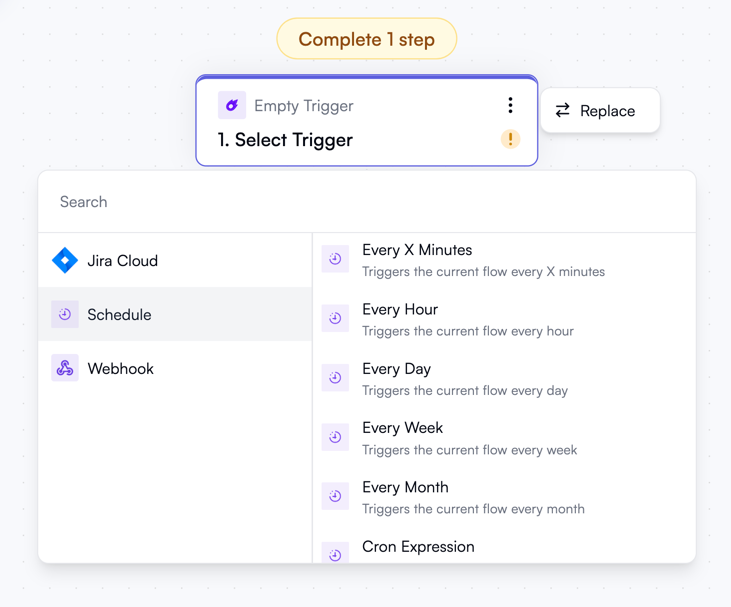 Complete 1 step
Empty Trigger
1. Select Trigger
!
Replace
Search
Jira Cloud
Schedule
Webhook
Every X Minutes
Triggers the current flow every X minutes
Every Hour
Triggers the current flow every hour
Every Day
Triggers the current flow every day
Every Week
Triggers the current flow every week
Every Month
Triggers the current flow every month
Cron Expression